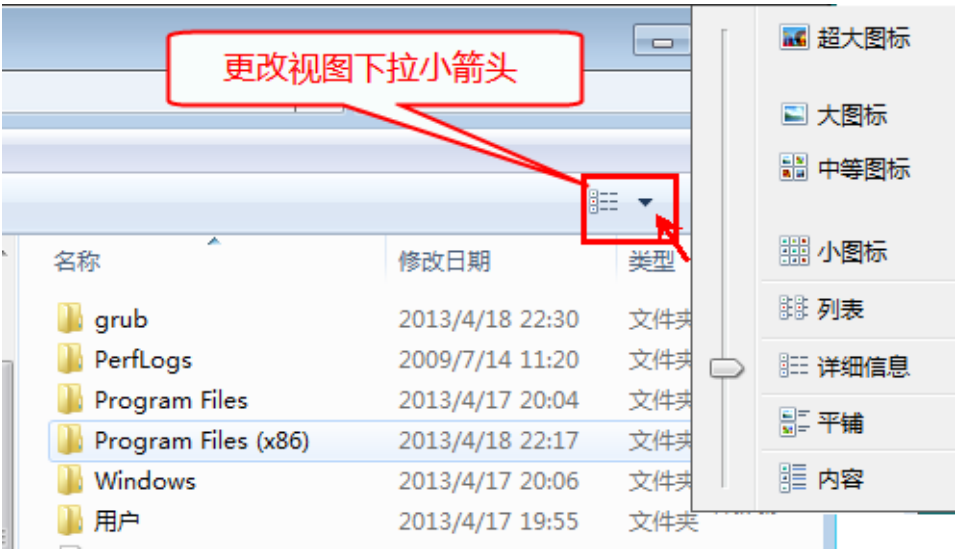 更改视图下拉小箭头
名称 修改日期 类型
grub 2013/4/18 22:30 文件夹
PerfLogs 2009/7/14 11:20 文件夹
Program Files 2013/4/17 20:04 文件夹
Program Files (x86) 2013/4/18 22:17 文件夹
Windows 2013/4/17 20:06 文件夹
用户 2013/4/17 19:55 文件夹
超大图标
大图标
中等图标
小图标
列表
详细信息
平铺
内容